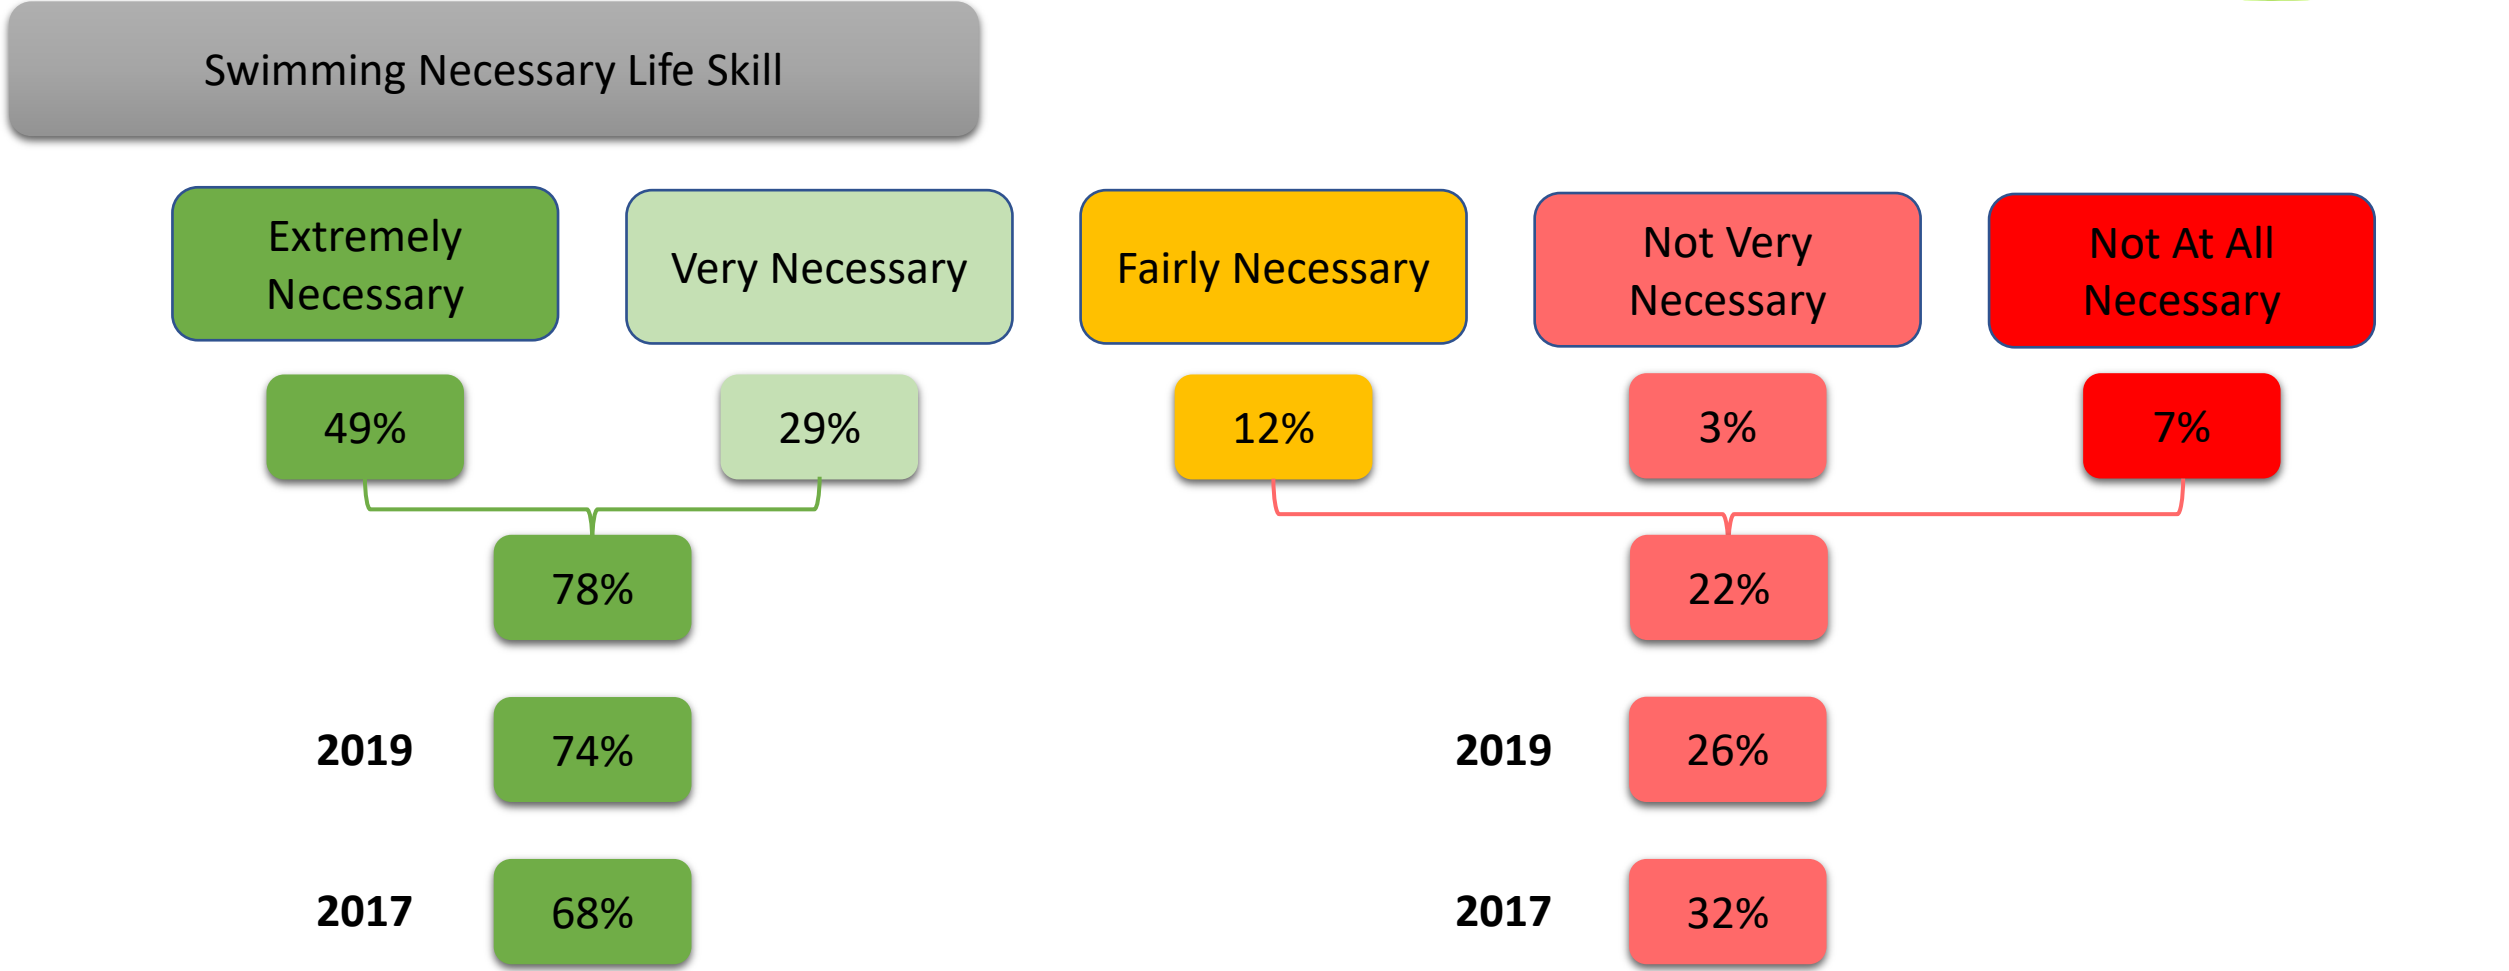 Swimming Necessary Life Skill
Extremely
Necessary
Very Necessary
Fairly Necessary
Not Very
Necessary
Not At All
Necessary
49%
29%
12%
3%
7%
78%
22%
2019
74%
2019
26%
2017
68%
2017
32%